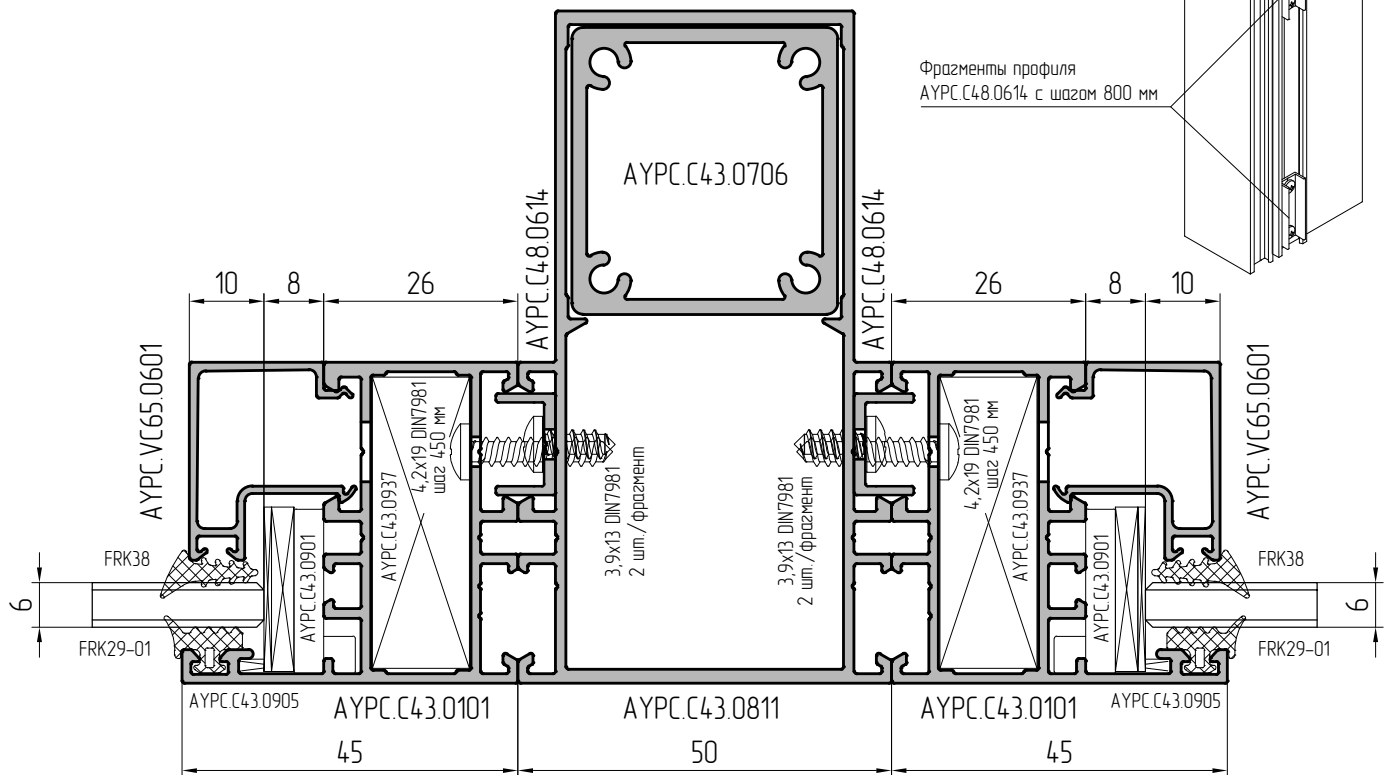 Фрагменты профиля
AYPC.C48.0614 с шагом 800 мм
AYPC.C43.0706
AYPC.C48.0614
AYPC.C48.0614
10
8
26
26
8
10
AYPC.VC65.0601
AYPC.VC65.0601
4,2x19 DIN7981
шаг 450 мм
4,2x19 DIN7981
шаг 450 мм
AYPC.C43.0937
AYPC.C43.0937
3,9x13 DIN7981
2 шт./фрагмент
3,9x13 DIN7981
2 шт./фрагмент
AYPC.C43.0901
AYPC.C43.0901
FRK38
FRK38
6
6
FRK29-01
FRK29-01
AYPC.C43.0905
AYPC.C43.0101
AYPC.C43.0811
AYPC.C43.0101
AYPC.C43.0905
45
50
45